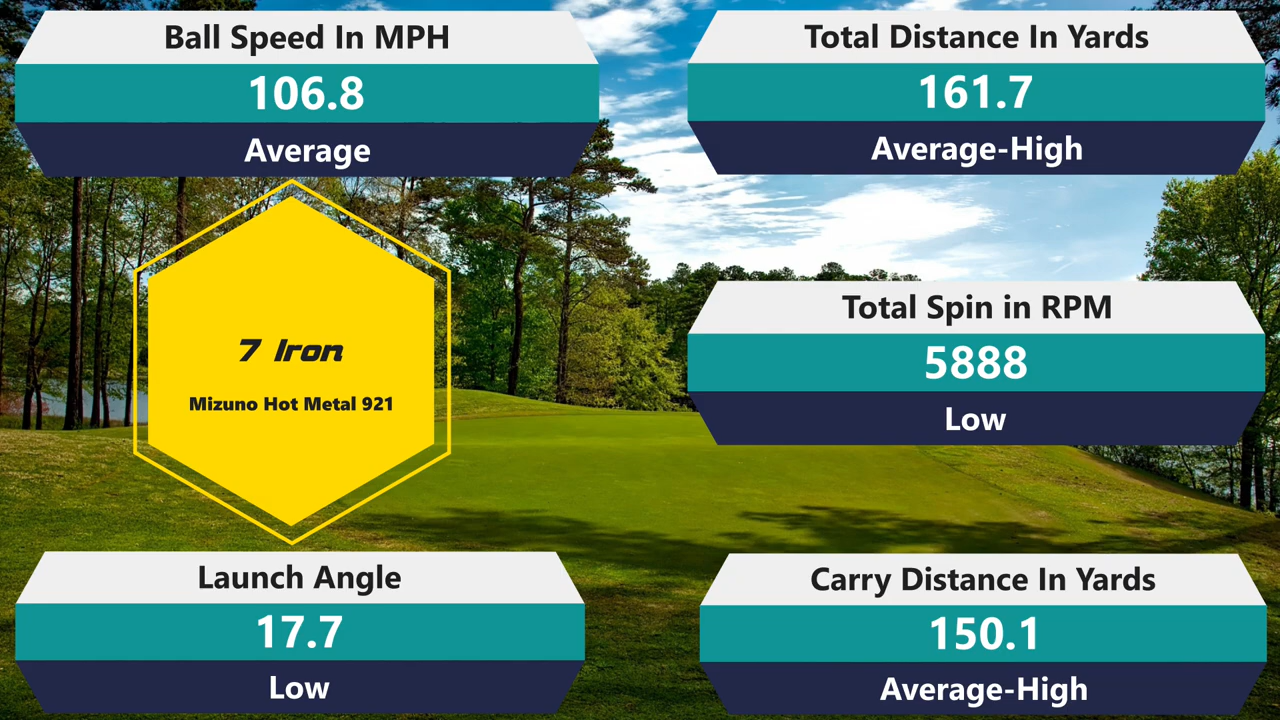 Ball Speed In MPH
106.8
Average
Total Distance In Yards
161.7
Average-High
7 Iron
Mizuno Hot Metal 921
Total Spin in RPM
5888
Low
Launch Angle
17.7
Low
Carry Distance In Yards
150.1
Average-High